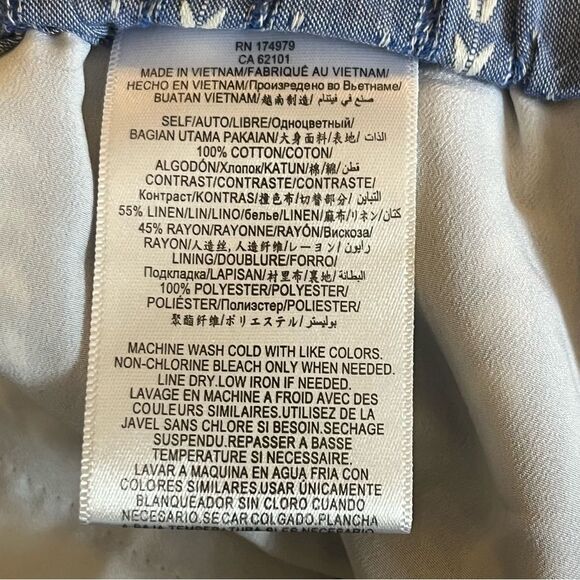 RN 174979
CA 62101
MADE IN VIETNAM/FABRIQUÉ AU VIETNAM/
HECHO EN VIETNAM/Произредено во Вьетнаме/
BUATAN VIETNAM/越南制造/ صنع في فيتنام
SELF/AUTO/LIBRE/Одноцветный/
BAGIAN UTAMA PAKAIAN/大身面料/表地/ الذات
100% COTTON/COTON/
ALGODÓN/Хлопок/KATUN/棉/綿/ قطن
CONTRAST/CONTRASTE/CONTRASTE/
Контраст/KONTRAS/撞色布/切替部分/ التباين
55% LINEN/LIN/LINO/белье/LINEN/麻布/リネン/ كتان
45% RAYON/RAYONNE/RAYÓN/Вискоза/
RAYON/人造丝, 人造纤维/レーヨン/ رايون
LINING/DOUBLURE/FORRO/
Подкладка/LAPISAN/村里布/裏地/ البطانة
100% POLYESTER/POLYESTER/
POLIÉSTER/Полиэстер/POLIESTER/
聚酯纤维/ポリエステル/ بوليستر
MACHINE WASH COLD WITH LIKE COLORS.
NON-CHLORINE BLEACH ONLY WHEN NEEDED.
LINE DRY.LOW IRON IF NEEDED.
LAVAGE EN MACHINE A FROID AVEC DES
COULEURS SIMILAIRES.UTILISEZ DE LA
JAVEL SANS CHLORE SI BESOIN.SECHAGE
SUSPENDU.REPASSER A BASSE
TEMPERATURE SI NECESSAIRE.
LAVAR A MAQUINA EN AGUA FRIA CON
COLORES SIMILARES.USAR ÚNICAMENTE
BLANQUEADOR SIN CLORO CUANDO
NECESARIO.SECAR COLGADO.PLANCHA
A BAJA TEMPERATURA SI ES NECESARIO.